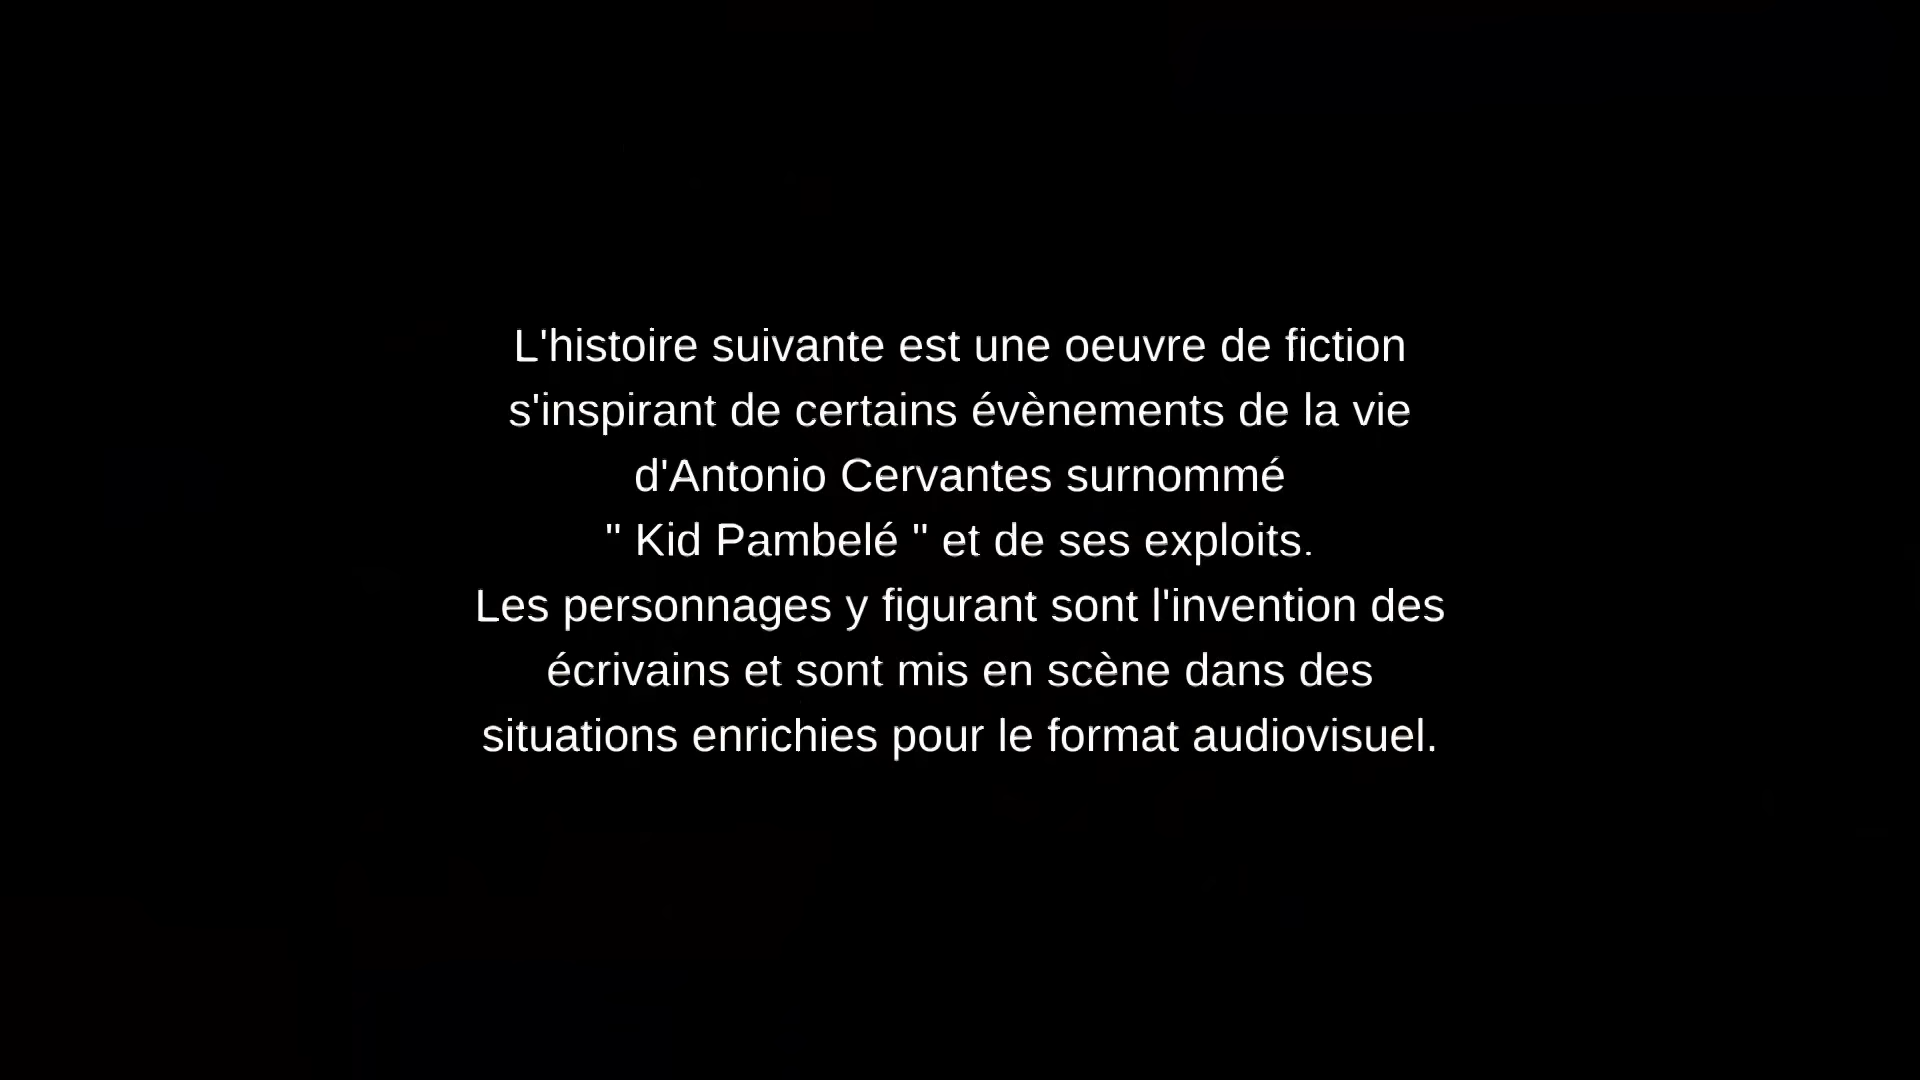 L'histoire suivante est une oeuvre de fiction
s'inspirant de certains évènements de la vie
d'Antonio Cervantes surnommé
" Kid Pambelé " et de ses exploits.
Les personnages y figurant sont l'invention des
écrivains et sont mis en scène dans des
situations enrichies pour le format audiovisuel.